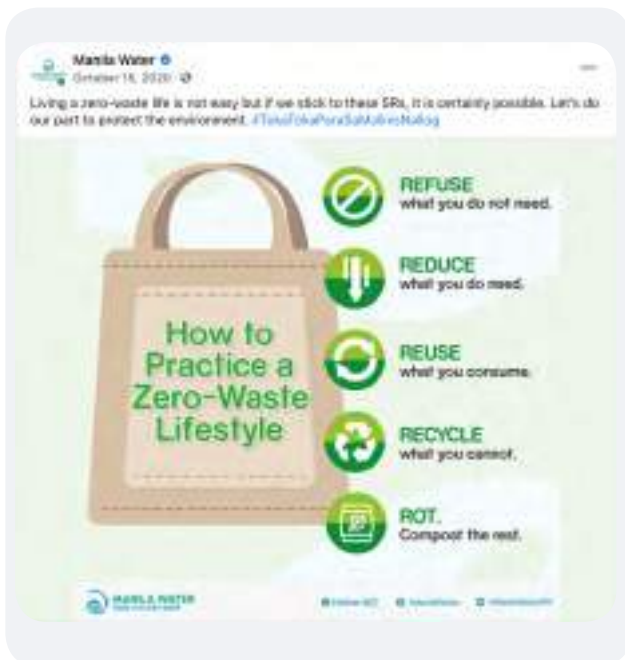 Manila Water
October 16, 2020
Living a zero-waste life is not easy but if we stick to these 5Rs, it is certainly possible. Let's do
our part to protect the environment.
How to
Practice a
Zero-Waste
Lifestyle
REFUSE
what you do not need.
REDUCE
what you do need.
REUSE
what you consume.
RECYCLE
what you cannot.
ROT.
Compost the rest.
MANILA WATER